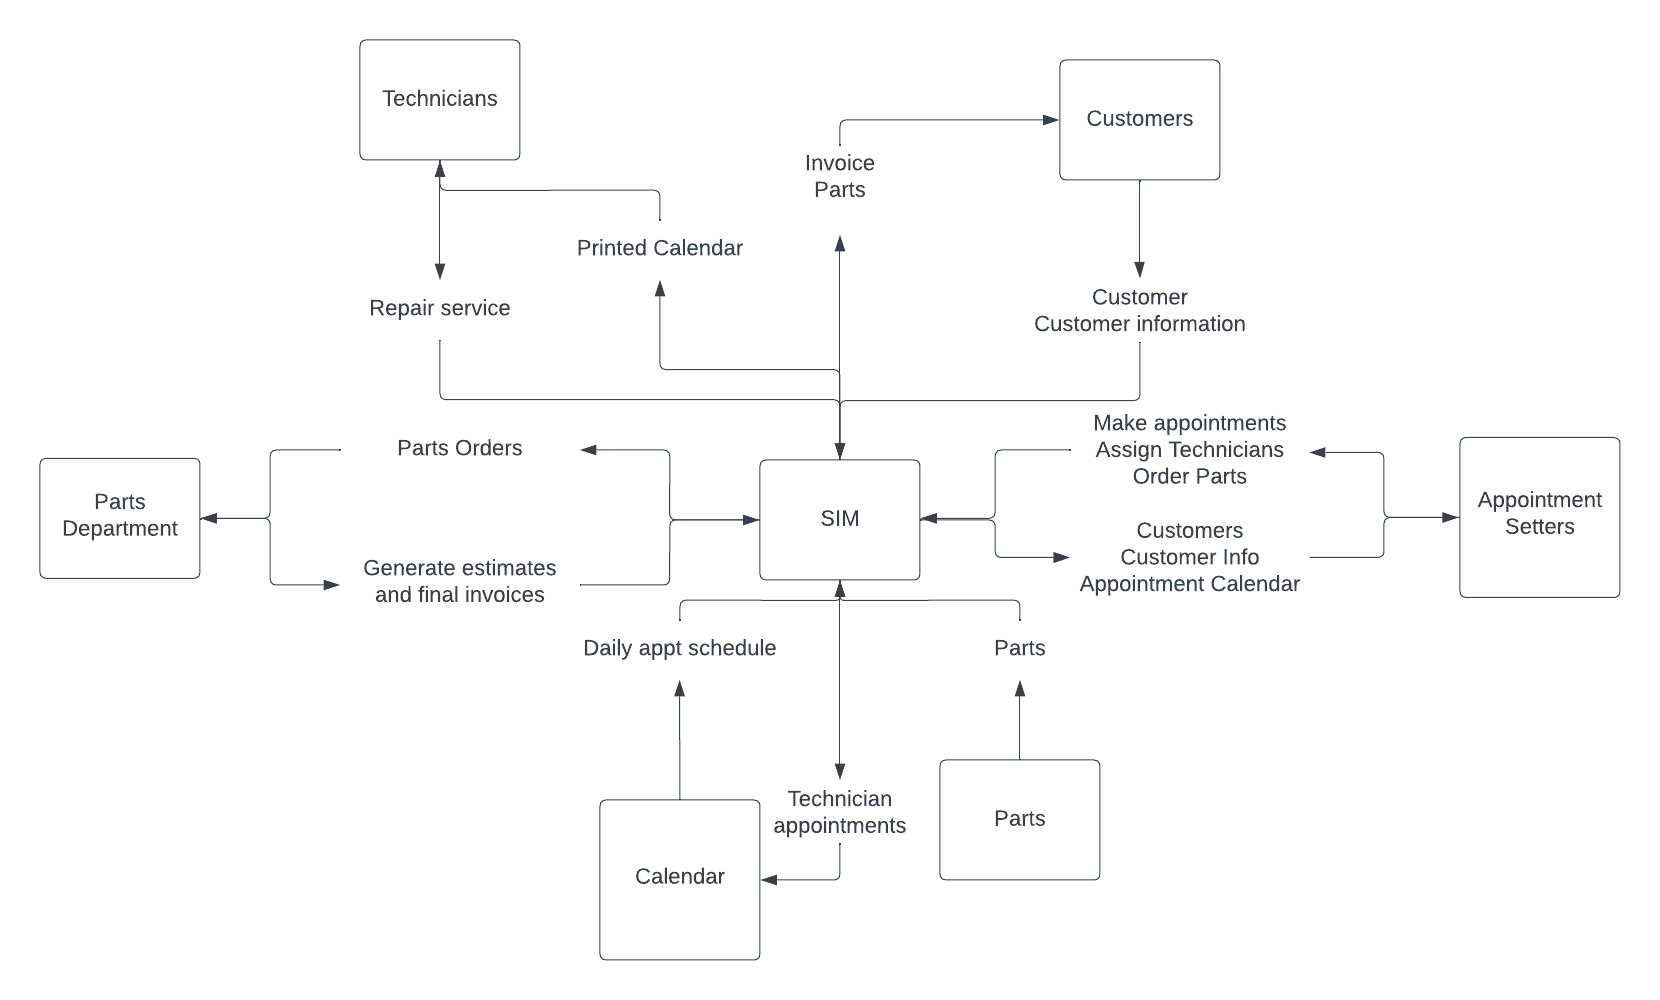 Technicians
Customers
Invoice
Parts
Printed Calendar
Repair service
Customer
Customer information
Parts Orders
Make appointments
Assign Technicians
Order Parts
Parts
Department
SIM
Appointment
Setters
Generate estimates
and final invoices
Customers
Customer Info
Appointment Calendar
Daily appt schedule
Parts
Technician
appointments
Parts
Calendar